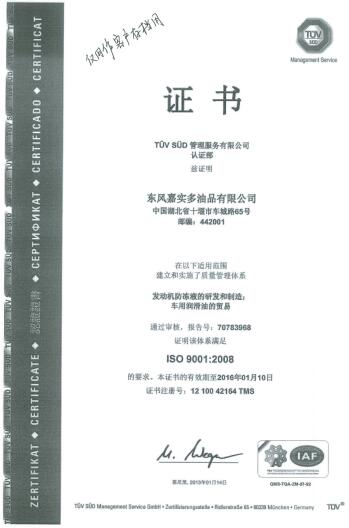 仅用作客户存档用
TÜV
SÜD
Management Service
证书
TÜV SÜD 管理服务有限公司
认证部
兹证明
东风嘉实多油品有限公司
中国湖北省十堰市车城路65号
邮编：442001
在以下适用范围
建立和实施了质量管理体系
发动机防冻液的研发和制造；
车用润滑油的贸易
通过审核，报告号：70783968
证明该体系满足
ISO 9001:2008
的要求。本证书的有效期至2016年01月10日
证书注册号：12 100 42164 TMS
慕尼黑，2013年01月14日
IAF
QMS-TGA-ZM-07-92
TÜV SÜD Management Service GmbH • Zertifizierungsstelle • Ridlerstraße 65 • 80339 München • Germany
TÜV®
ZERTIFIKAT ◆ CERTIFICATE ◆ 認證證書 ◆ СЕРТИФИКАТ ◆ CERTIFICADO ◆ CERTIFICAT